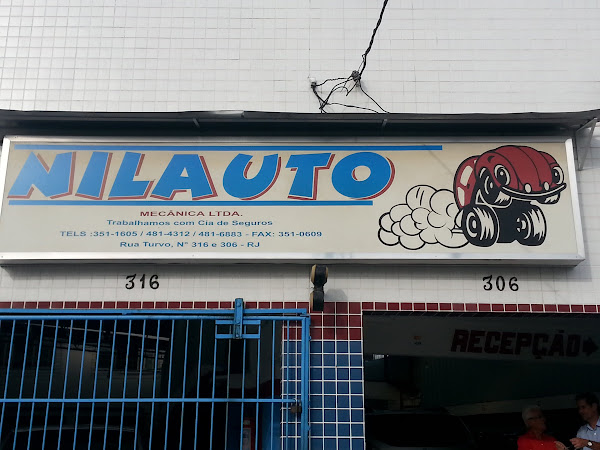 NILAUTO
MECÂNICA LTDA.
Trabalhamos com Cia de Seguros
TELS :351-1605 / 481-4312 / 481-6883 - FAX: 351-0609
Rua Turvo, N° 316 e 306 - RJ
316
306
RECEPÇÃO